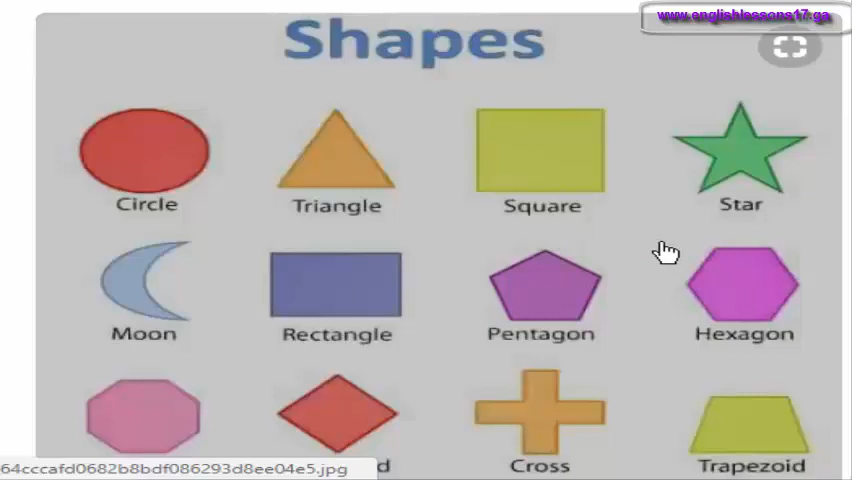 www.englishlessons17.ga
Shapes
Circle Triangle Square Star
Moon Rectangle Pentagon Hexagon
d Cross Trapezoid
64cccafd0682b8bdf086293d8ee04e5.jpg